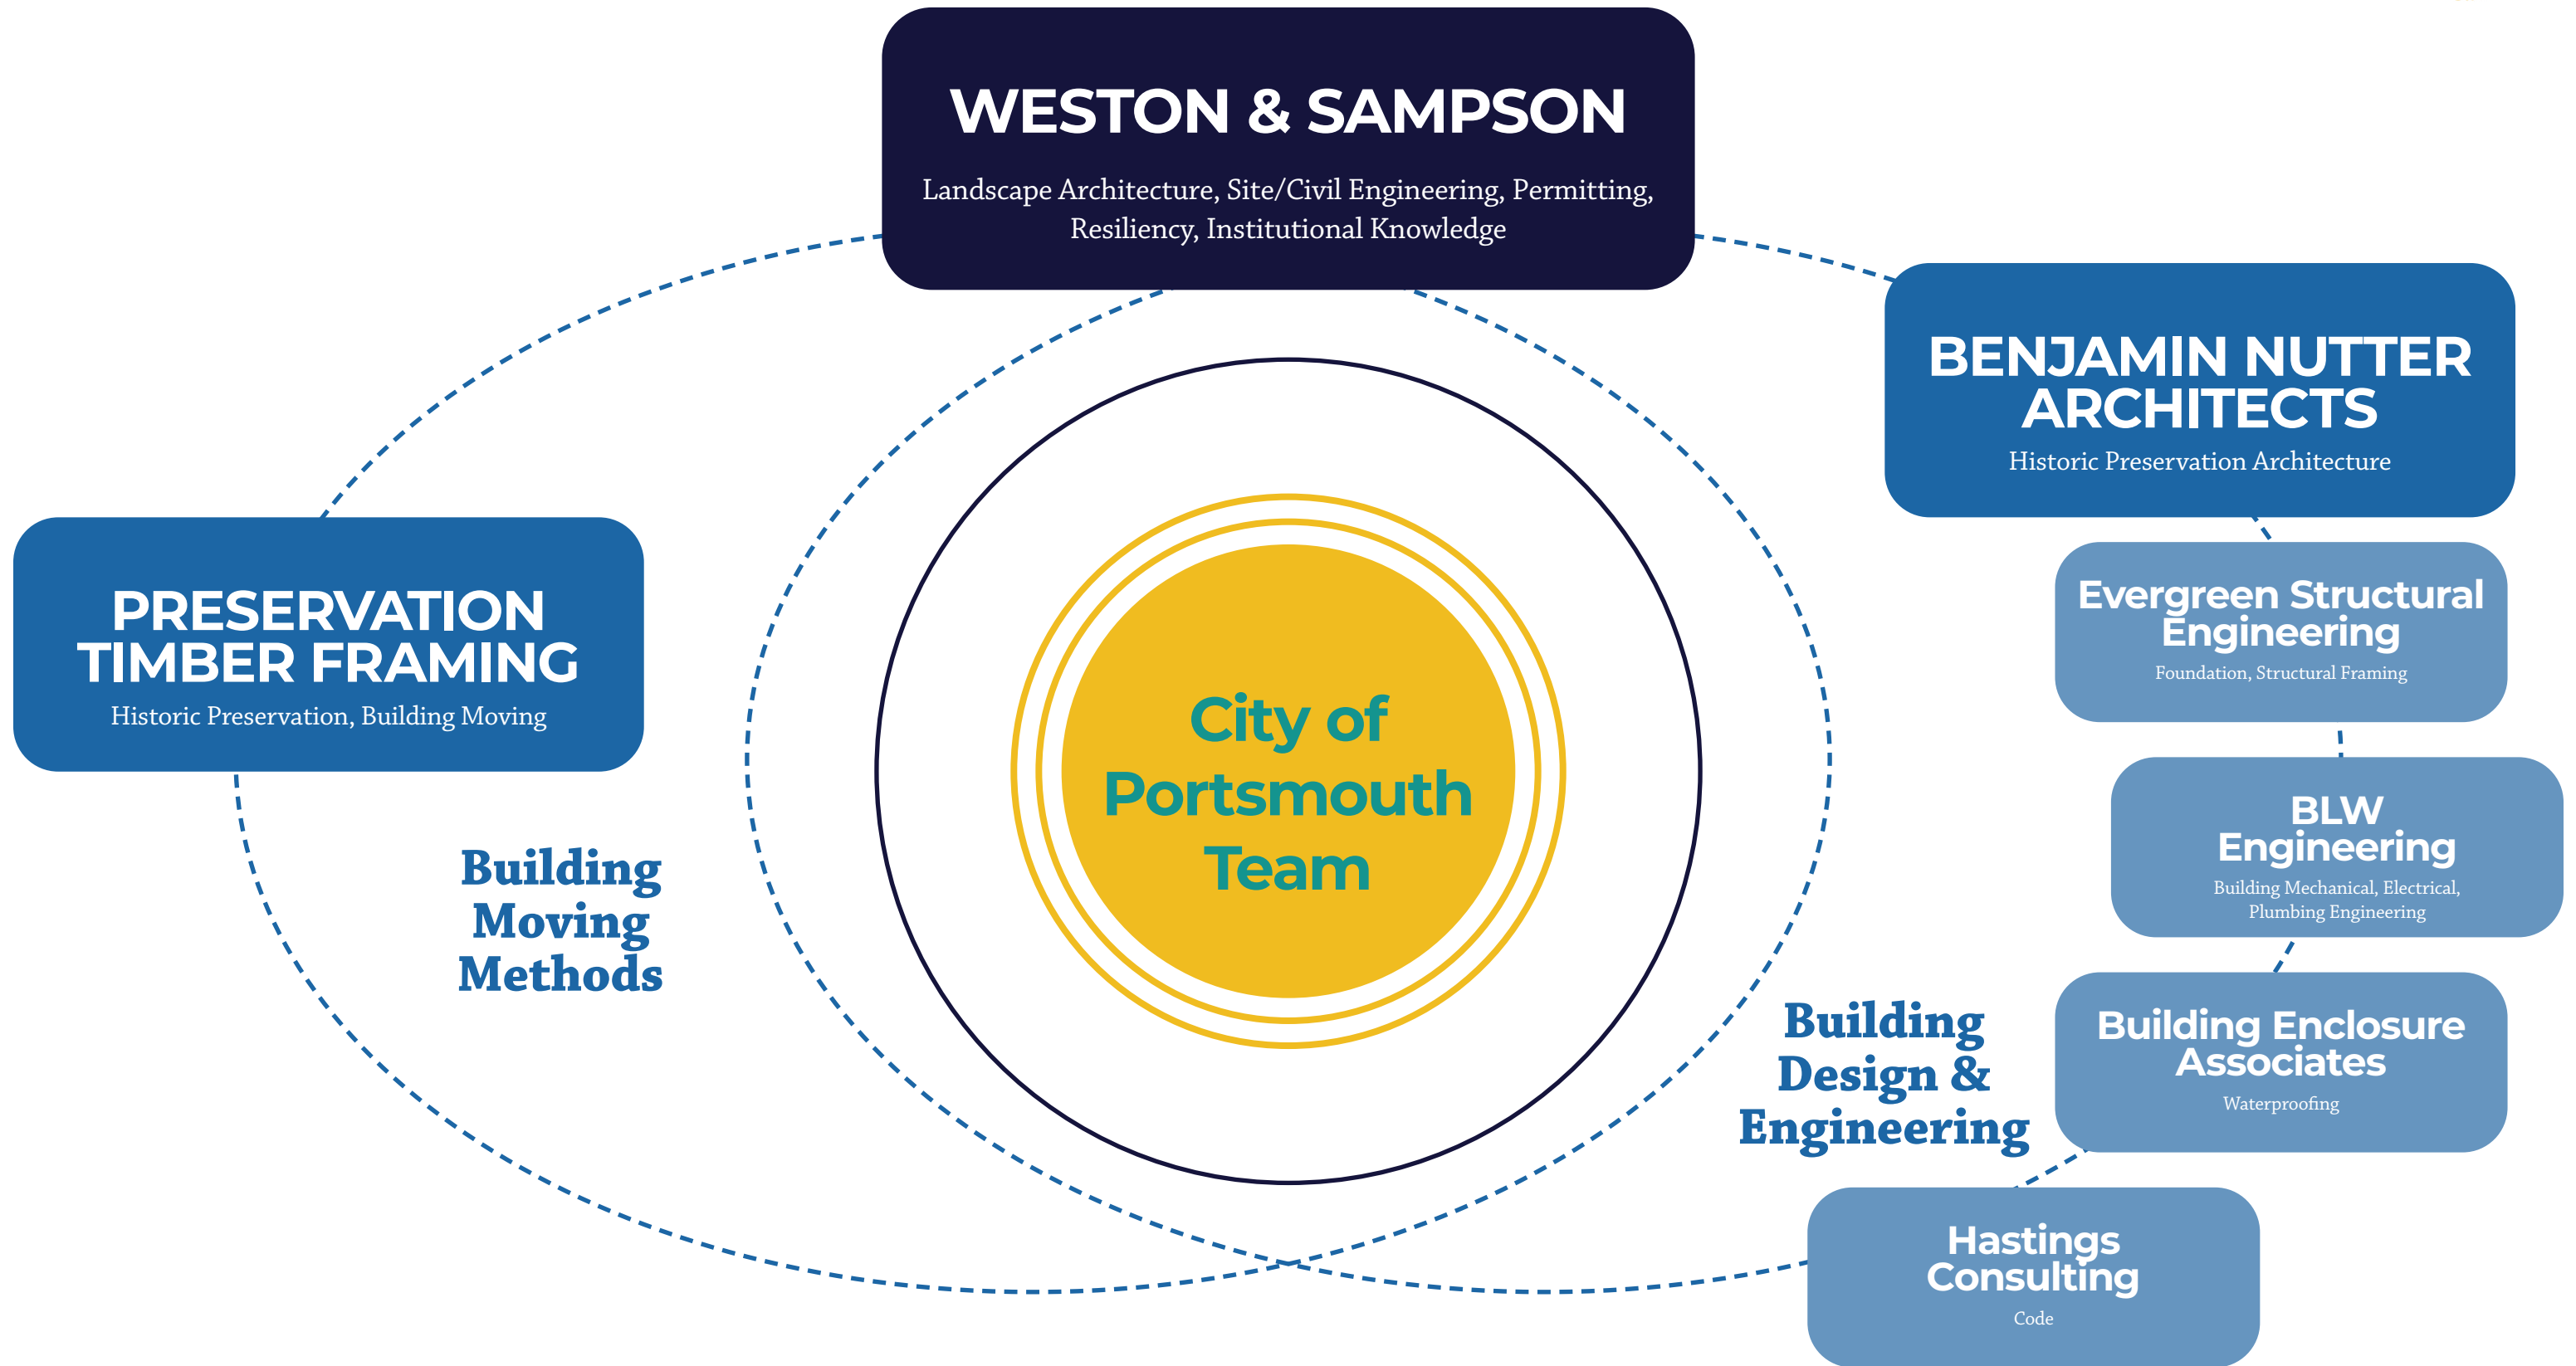 WESTON & SAMPSON
Landscape Architecture, Site/Civil Engineering, Permitting,
Resiliency, Institutional Knowledge
BENJAMIN NUTTER
ARCHITECTS
Historic Preservation Architecture
PRESERVATION
TIMBER FRAMING
Historic Preservation, Building Moving
Evergreen Structural
Engineering
Foundation, Structural Framing
City of
Portsmouth
Team
BLW
Engineering
Building Mechanical, Electrical,
Plumbing Engineering
Building
Moving
Methods
Building
Design &
Engineering
Building Enclosure
Associates
Waterproofing
Hastings
Consulting
Code